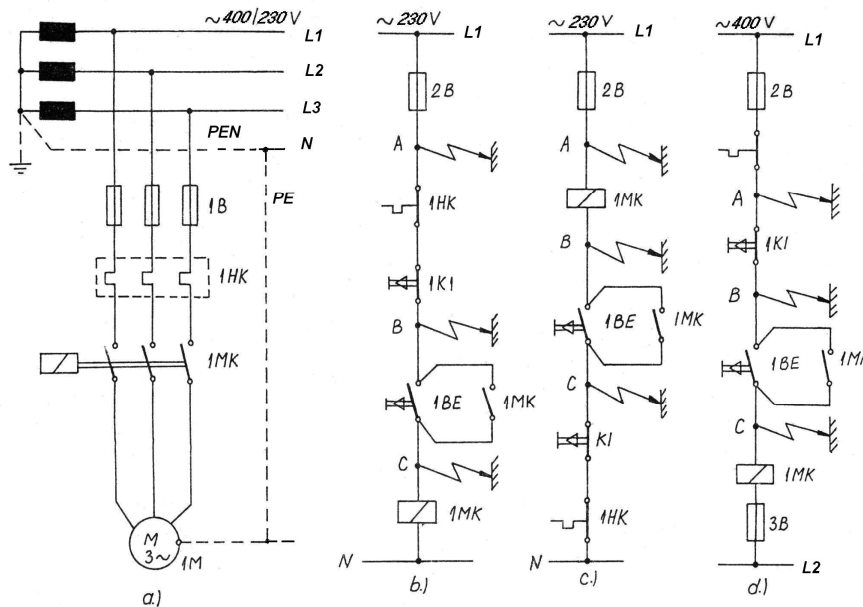 ~400/230V
L1
L2
L3
PEN
N
PE
1B
1HK
1MK
M
3~
1M
a.)
~230V
L1
2B
A
1HK
1K1
B
1BE
1MK
C
1MK
N
b.)
~230V
L1
2B
A
1MK
B
1BE
1MK
C
K1
1HK
c.)
~400V
L1
2B
A
1K1
B
1BE
C
1MK
3B
L2
d.)